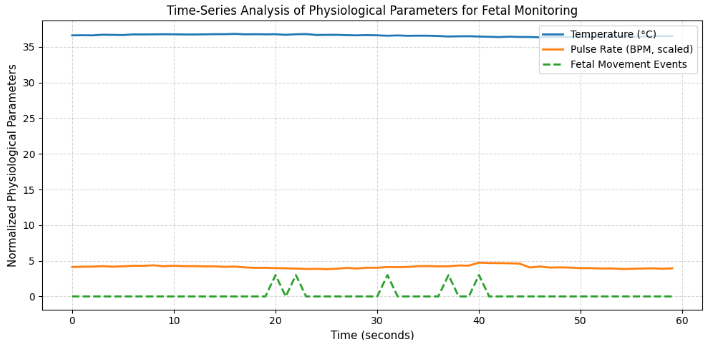 Time-Series Analysis of Physiological Parameters for Fetal Monitoring
Temperature (°C)
Pulse Rate (BPM, scaled)
Fetal Movement Events
Normalized Physiological Parameters
35
30
25
20
15
10
5
0
0 10 20 30 40 50 60
Time (seconds)